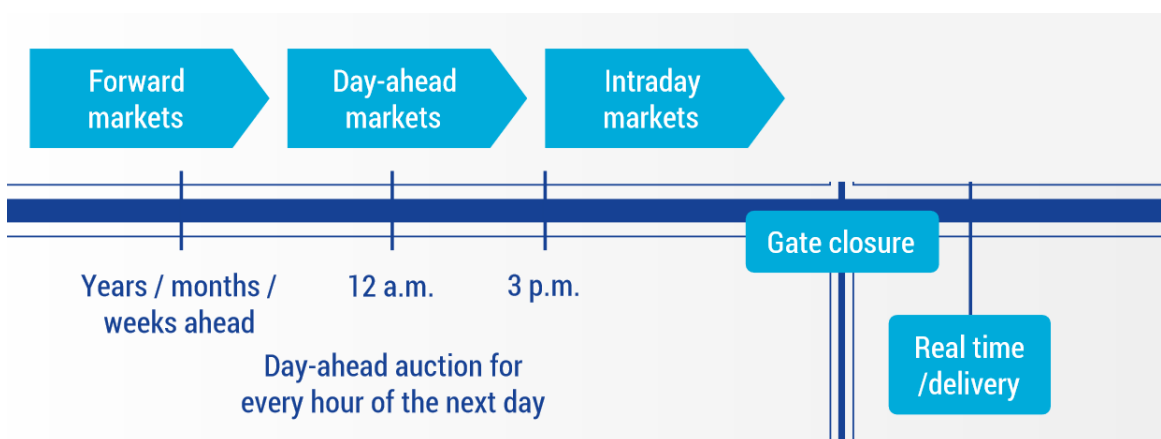 Forward
markets
Day-ahead
markets
Intraday
markets
Gate closure
Years / months /
weeks ahead
12 a.m.
3 p.m.
Day-ahead auction for
every hour of the next day
Real time
/delivery